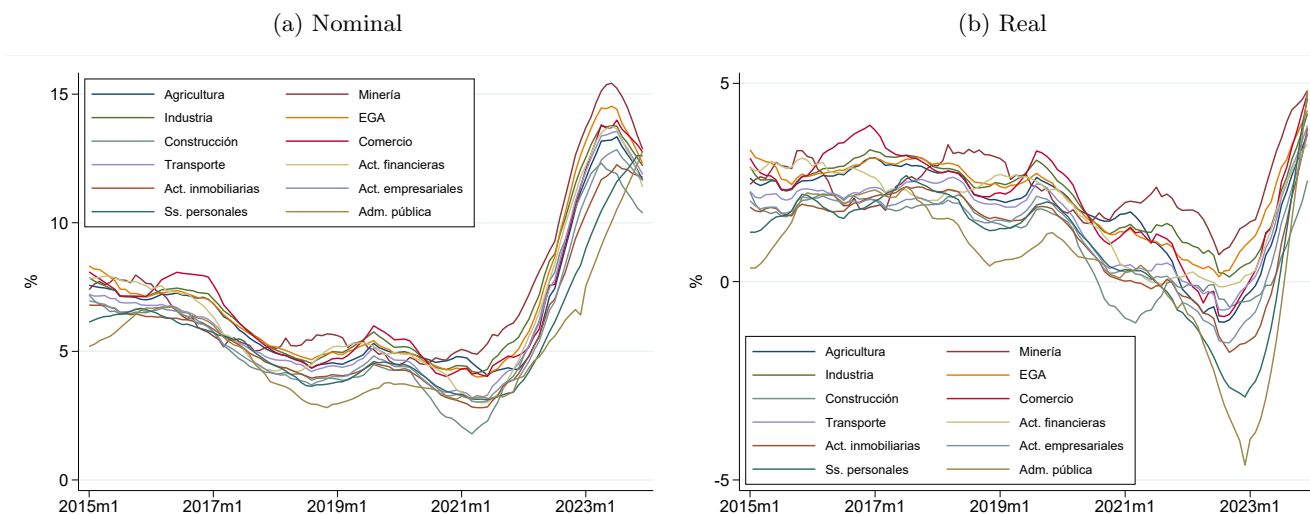 (a) Nominal
(b) Real
15
10
5
0
%
Agricultura
Minería
Industria
EGA
Construcción
Comercio
Transporte
Act. financieras
Act. inmobiliarias
Act. empresariales
Ss. personales
Adm. pública
2015m1 2017m1 2019m1 2021m1 2023m1
5
0
-5
%
Agricultura
Minería
Industria
EGA
Construcción
Comercio
Transporte
Act. financieras
Act. inmobiliarias
Act. empresariales
Ss. personales
Adm. pública
2015m1 2017m1 2019m1 2021m1 2023m1